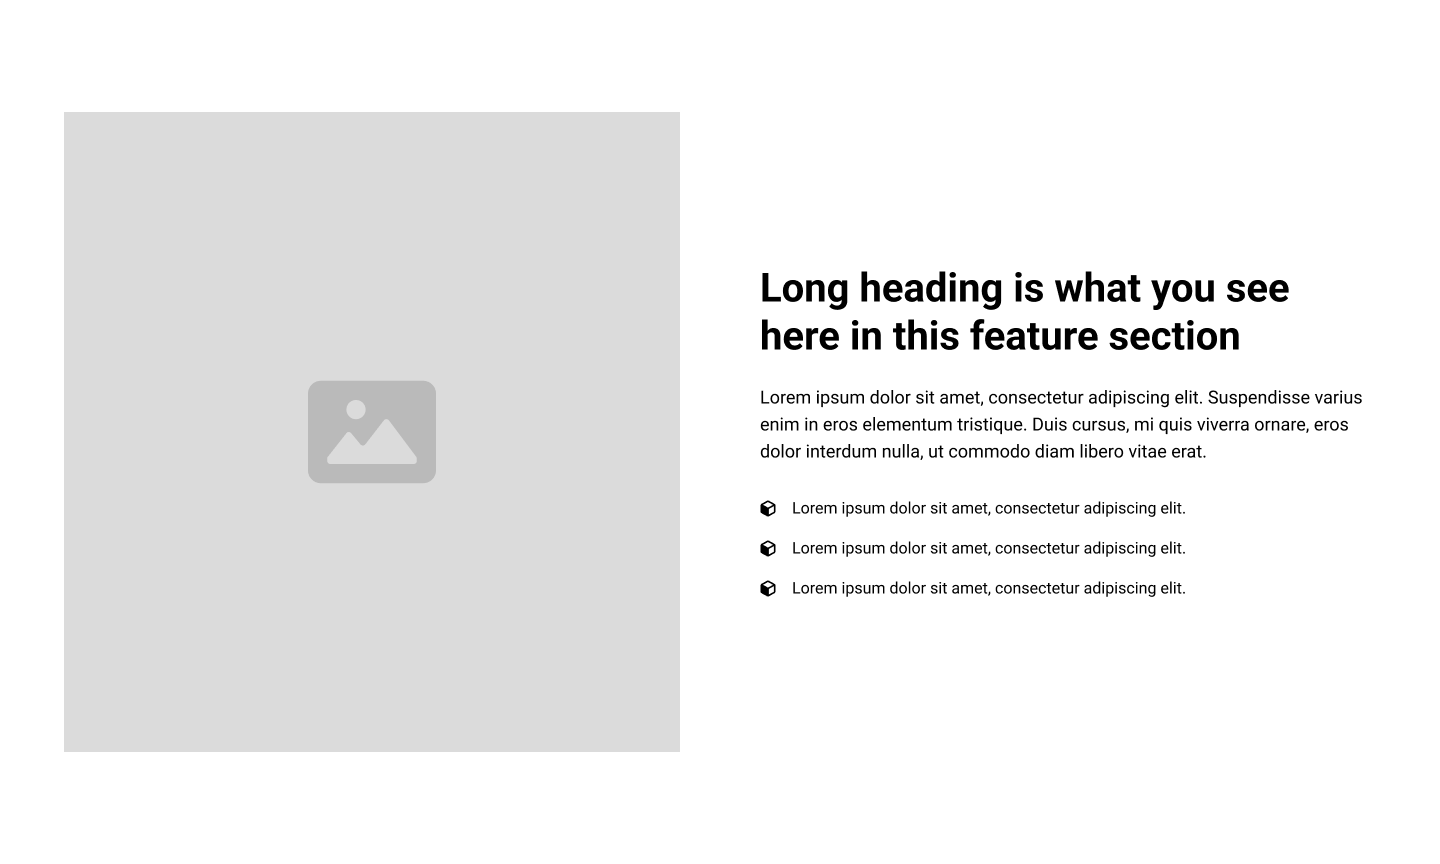 Long heading is what you see
here in this feature section
Lorem ipsum dolor sit amet, consectetur adipiscing elit. Suspendisse varius
enim in eros elementum tristique. Duis cursus, mi quis viverra ornare, eros
dolor interdum nulla, ut commodo diam libero vitae erat.
Lorem ipsum dolor sit amet, consectetur adipiscing elit.
Lorem ipsum dolor sit amet, consectetur adipiscing elit.
Lorem ipsum dolor sit amet, consectetur adipiscing elit.